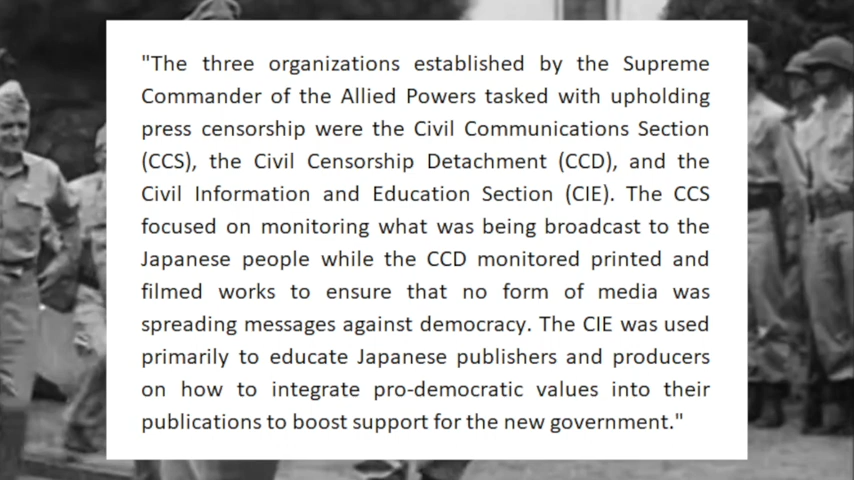 "The three organizations established by the Supreme
Commander of the Allied Powers tasked with upholding
press censorship were the Civil Communications Section
(CCS), the Civil Censorship Detachment (CCD), and the
Civil Information and Education Section (CIE). The CCS
focused on monitoring what was being broadcast to the
Japanese people while the CCD monitored printed and
filmed works to ensure that no form of media was
spreading messages against democracy. The CIE was used
primarily to educate Japanese publishers and producers
on how to integrate pro-democratic values into their
publications to boost support for the new government."